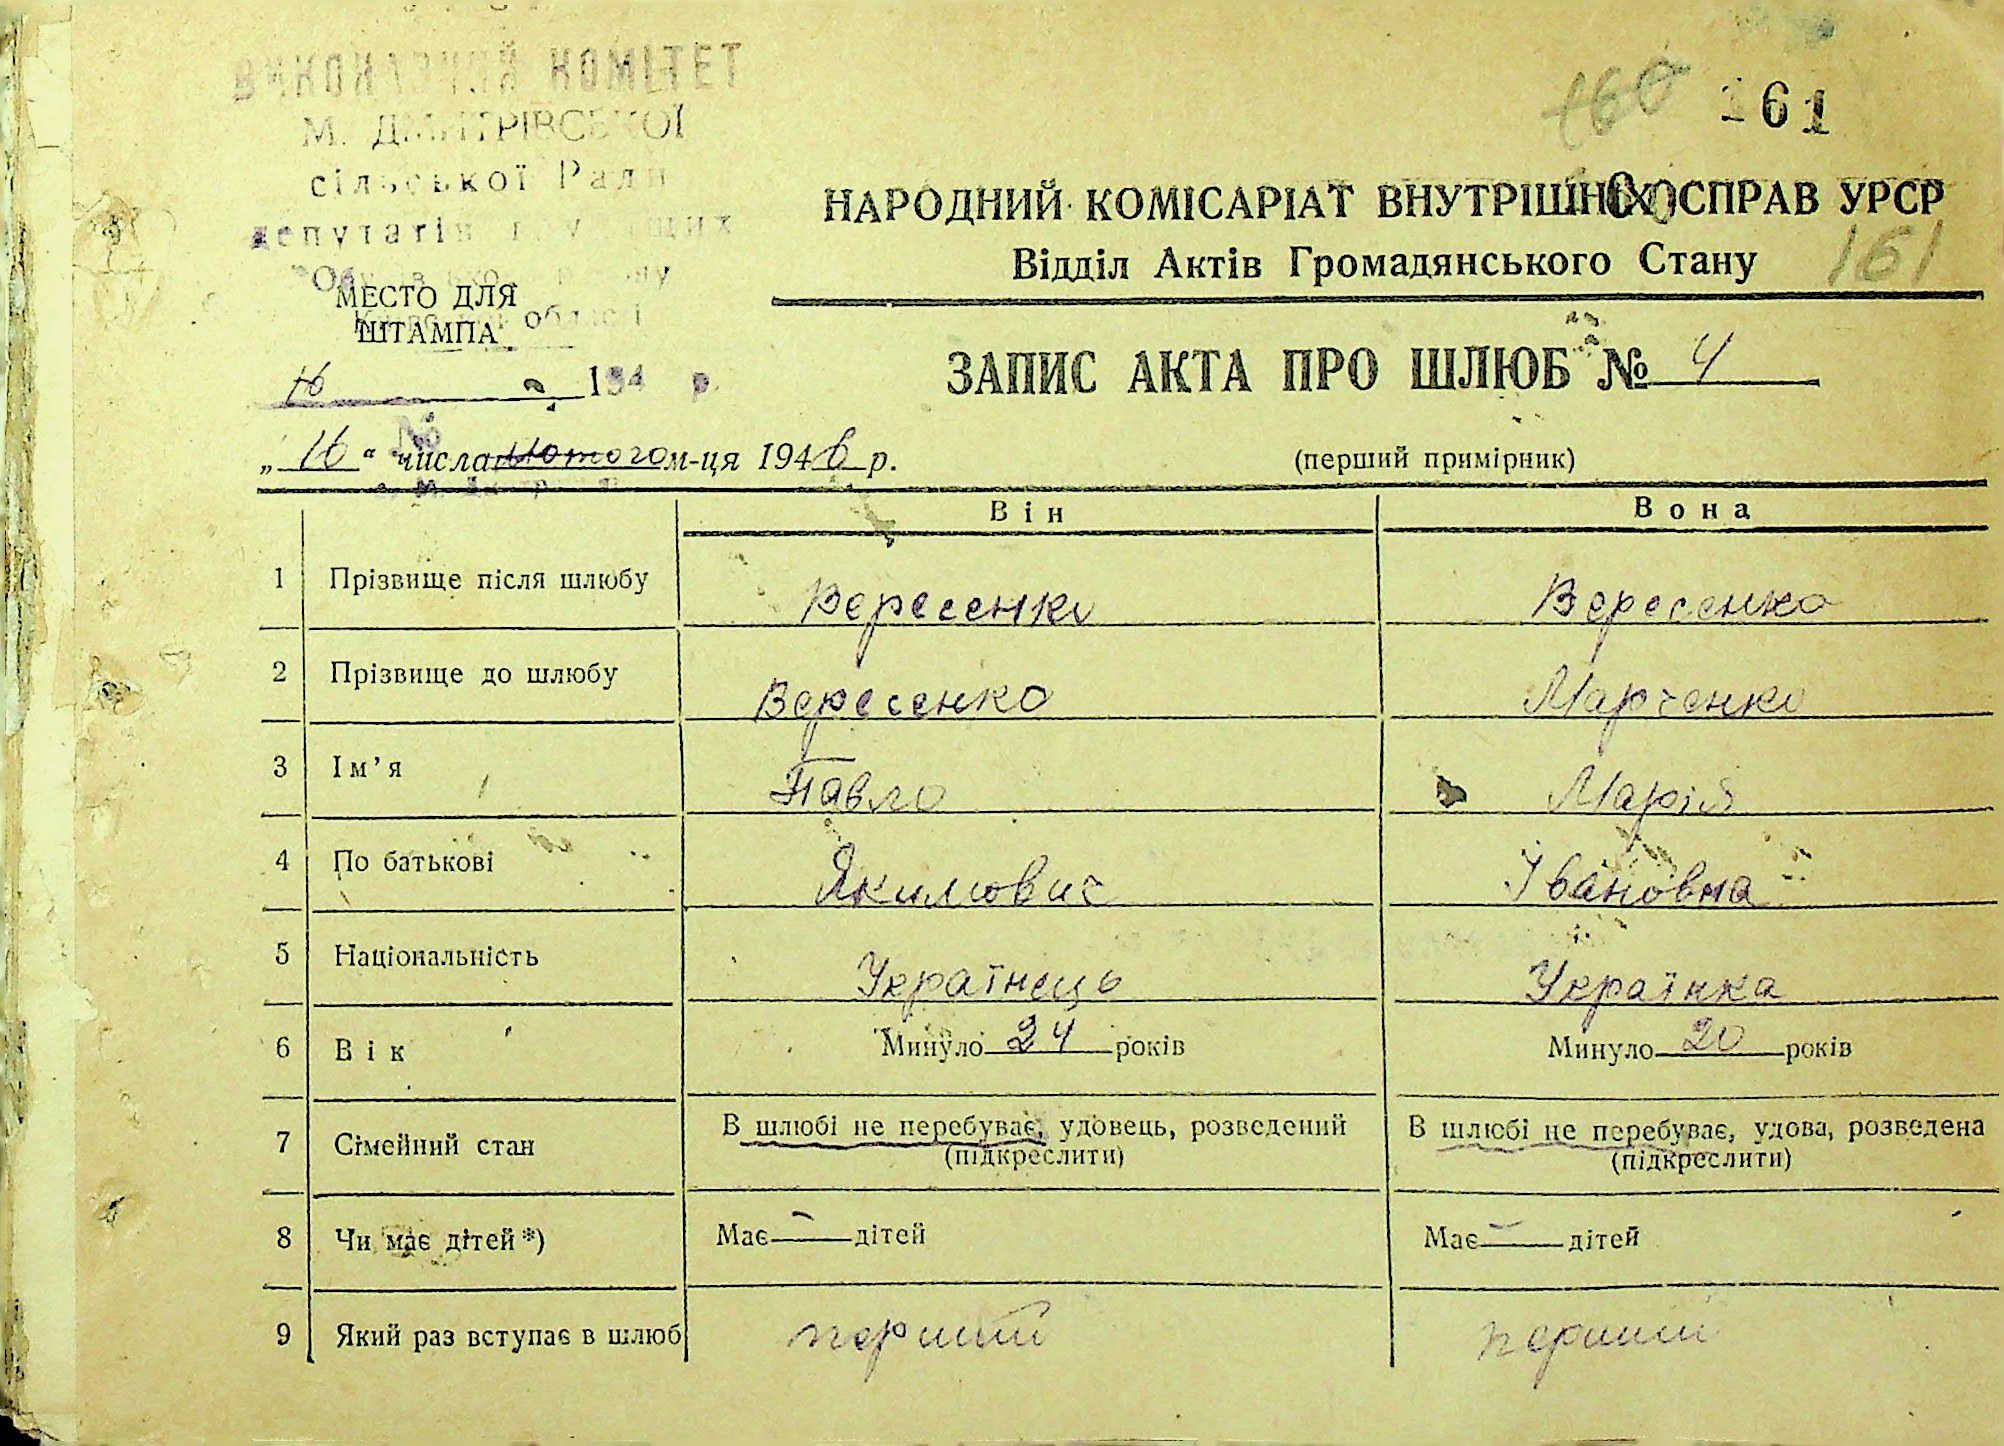 ВИКОНАВЧИЙ КОМІТЕТ
М. ДМИТРІВСЬКОЇ
сільської Ради
депутатів
області
МЕСТО ДЛЯ
ШТАМПА
16 194 р.
№
„16“ числа лютого м-ця 1946 р.
160 161
НАРОДНИЙ КОМІСАРІАТ ВНУТРІШНІХ СПРАВ УРСР
Відділ Актів Громадянського Стану
161
ЗАПИС АКТА ПРО ШЛЮБ № 4
(перший примірник)
Він Вона
1 Прізвище після шлюбу Вересенко Вересенко
2 Прізвище до шлюбу Вересенко Марченко
3 Ім’я Павло Марія
4 По батькові Якимович Івановна
5 Національність Українець Українка
6 Вік Минуло 24 років Минуло 20 років
7 Сімейний стан В шлюбі не перебуває, удовець, розведений В шлюбі не перебуває, удова, розведена
(підкреслити) (підкреслити)
8 Чи має дітей*) Має — дітей Має — дітей
9 Який раз вступає в шлюб перший перший